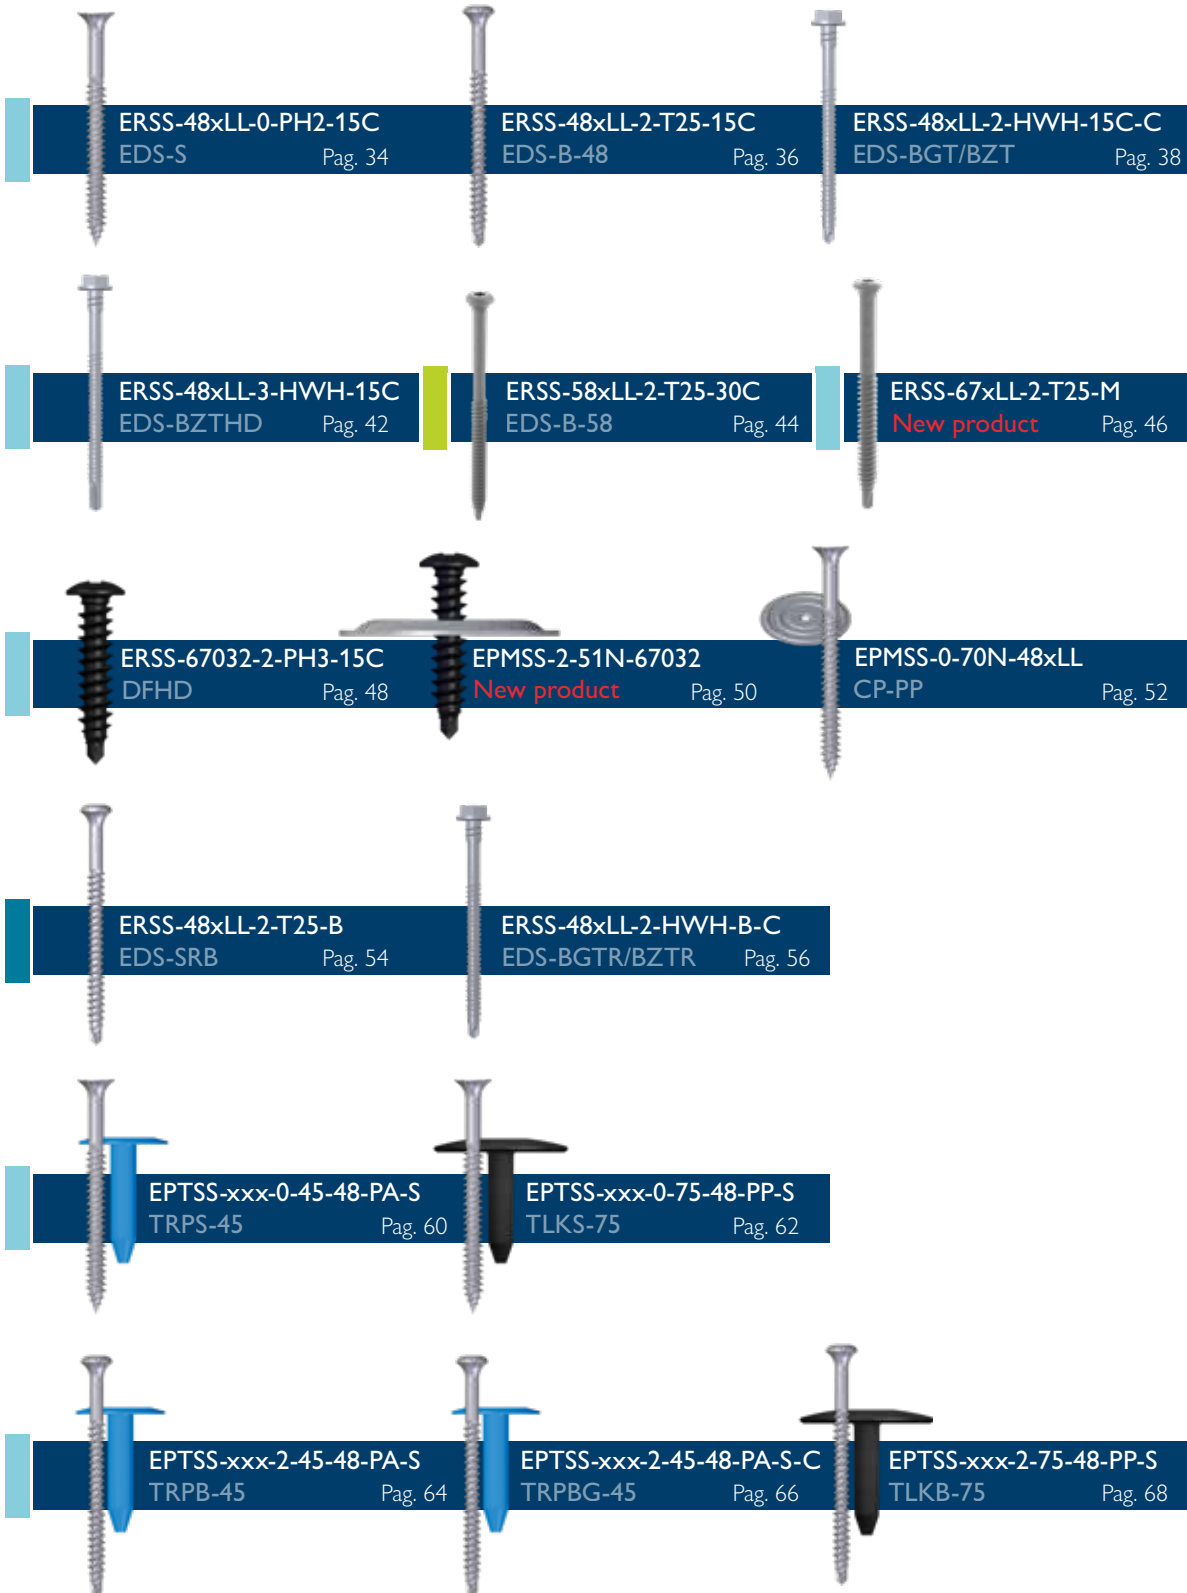 ERSS-48xLL-0-PH2-15C
EDS-S Pag. 34
ERSS-48xLL-2-T25-15C
EDS-B-48 Pag. 36
ERSS-48xLL-2-HWH-15C-C
EDS-BGT/BZT Pag. 38
ERSS-48xLL-3-HWH-15C
EDS-BZTHD Pag. 42
ERSS-58xLL-2-T25-30C
EDS-B-58 Pag. 44
ERSS-67xLL-2-T25-M
New product Pag. 46
ERSS-67032-2-PH3-15C
DFHD Pag. 48
EPMSS-2-51N-67032
New product Pag. 50
EPMSS-0-70N-48xLL
CP-PP Pag. 52
ERSS-48xLL-2-T25-B
EDS-SRB Pag. 54
ERSS-48xLL-2-HWH-B-C
EDS-BGTR/BZTR Pag. 56
EPTSS-xxx-0-45-48-PA-S
TRPS-45 Pag. 60
EPTSS-xxx-0-75-48-PP-S
TLKS-75 Pag. 62
EPTSS-xxx-2-45-48-PA-S
TRPB-45 Pag. 64
EPTSS-xxx-2-45-48-PA-S-C
TRPBG-45 Pag. 66
EPTSS-xxx-2-75-48-PP-S
TLKB-75 Pag. 68